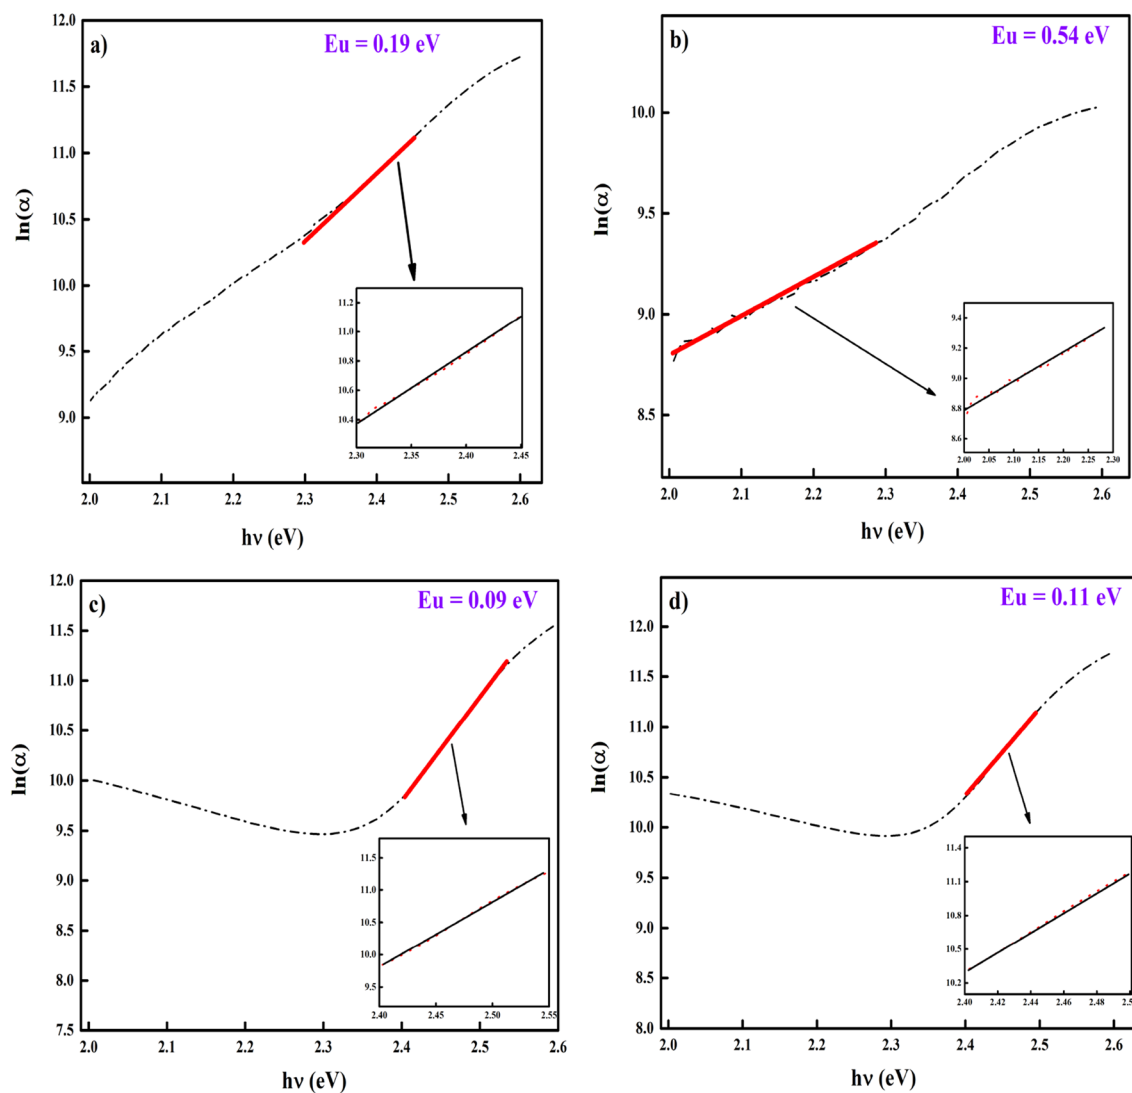 a)
Eu = 0.19 eV
12.0
11.5
11.0
10.5
10.0
9.5
9.0
ln(α)
2.0 2.1 2.2 2.3 2.4 2.5 2.6
hν (eV)
11.2
11.0
10.8
10.6
10.4
2.30 2.35 2.40 2.45
b)
Eu = 0.54 eV
10.0
9.5
9.0
8.5
ln(α)
2.0 2.1 2.2 2.3 2.4 2.5 2.6
hν (eV)
9.4
9.2
9.0
8.8
8.6
2.00 2.05 2.10 2.15 2.20 2.25 2.30
c)
Eu = 0.09 eV
12.0
11.5
11.0
10.5
10.0
9.5
9.0
8.5
8.0
7.5
ln(α)
2.0 2.1 2.2 2.3 2.4 2.5 2.6
hν (eV)
11.5
11.0
10.5
10.0
9.5
2.40 2.45 2.50 2.55
d)
Eu = 0.11 eV
12.0
11.5
11.0
10.5
10.0
9.5
9.0
8.5
8.0
ln(α)
2.0 2.1 2.2 2.3 2.4 2.5 2.6
hν (eV)
11.4
11.1
10.8
10.5
10.2
2.40 2.42 2.44 2.46 2.48